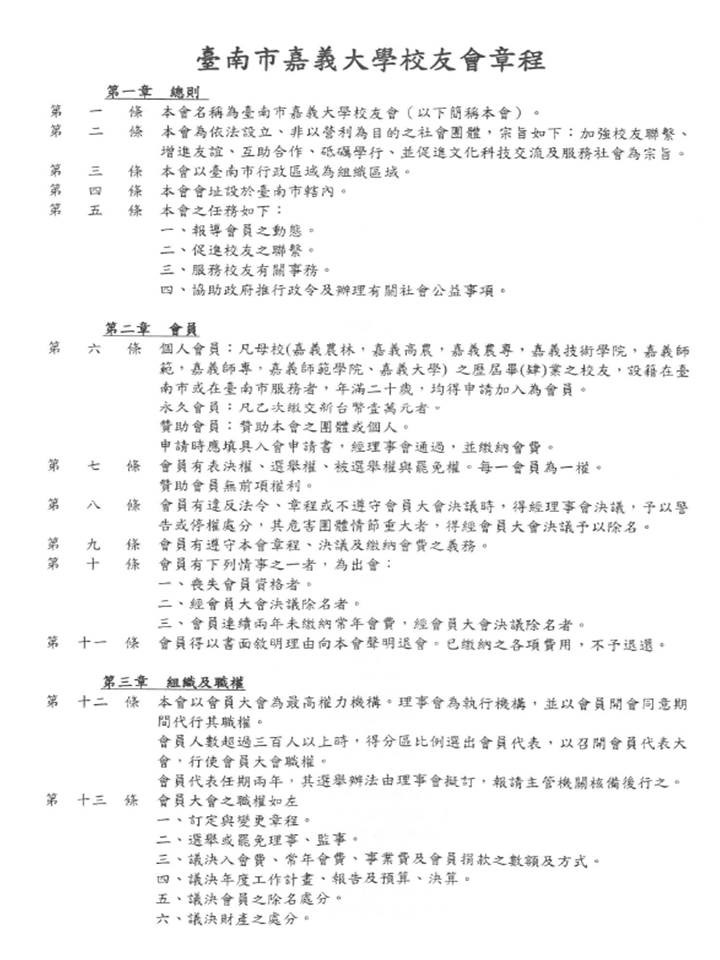 臺南市嘉義大學校友會章程
第一章 總則
第 一 條 本會名稱為臺南市嘉義大學校友會（以下簡稱本會）。
第 二 條 本會為依法設立、非以營利為目的之社會團體，宗旨如下：加強校友聯繫、
增進友誼、互助合作、砥礪學行、並促進文化科技交流及服務社會為宗旨。
第 三 條 本會以臺南市行政區域為組織區域。
第 四 條 本會會址設於臺南市轄內。
第 五 條 本會之任務如下：
一、報導會員之動態。
二、促進校友之聯繫。
三、服務校友有關事務。
四、協助政府推行政令及辦理有關社會公益事項。
第二章 會員
第 六 條 個人會員：凡母校(嘉義農林，嘉義高農，嘉義農專，嘉義技術學院，嘉義師
範，嘉義師專，嘉義師範學院、嘉義大學) 之歷屆畢(肄)業之校友，設籍在臺
南市或在臺南市服務者，年滿二十歲，均得申請加入為會員。
永久會員：凡乙次繳交新台幣壹萬元者。
贊助會員：贊助本會之團體或個人。
申請時應填具入會申請書，經理事會通過，並繳納會費。
第 七 條 會員有表決權、選舉權、被選舉權與罷免權。每一會員為一權。
贊助會員無前項權利。
第 八 條 會員有違反法令、章程或不遵守會員大會決議時，得經理事會決議，予以警
告或停權處分，其危害團體情節重大者，得經會員大會決議予以除名。
第 九 條 會員有遵守本會章程、決議及繳納會費之義務。
第 十 條 會員有下列情事之一者，為出會：
一、喪失會員資格者。
二、經會員大會決議除名者。
三、會員連續兩年未繳納常年會費，經會員大會決議除名者。
第 十一 條 會員得以書面敘明理由向本會聲明退會。已繳納之各項費用，不予退還。
第三章 組織及職權
第 十二 條 本會以會員大會為最高權力機構。理事會為執行機構，並以會員開會同意期
間代行其職權。
會員人數超過三百人以上時，得分區比例選出會員代表，以召開會員代表大
會，行使會員大會職權。
會員代表任期兩年，其選舉辦法由理事會擬訂，報請主管機關核備後行之。
第 十三 條 會員大會之職權如左
一、訂定與變更章程。
二、選舉或罷免理事、監事。
三、議決入會費、常年會費、事業費及會員捐款之數額及方式。
四、議決年度工作計畫、報告及預算、決算。
五、議決會員之除名處分。
六、議決財產之處分。